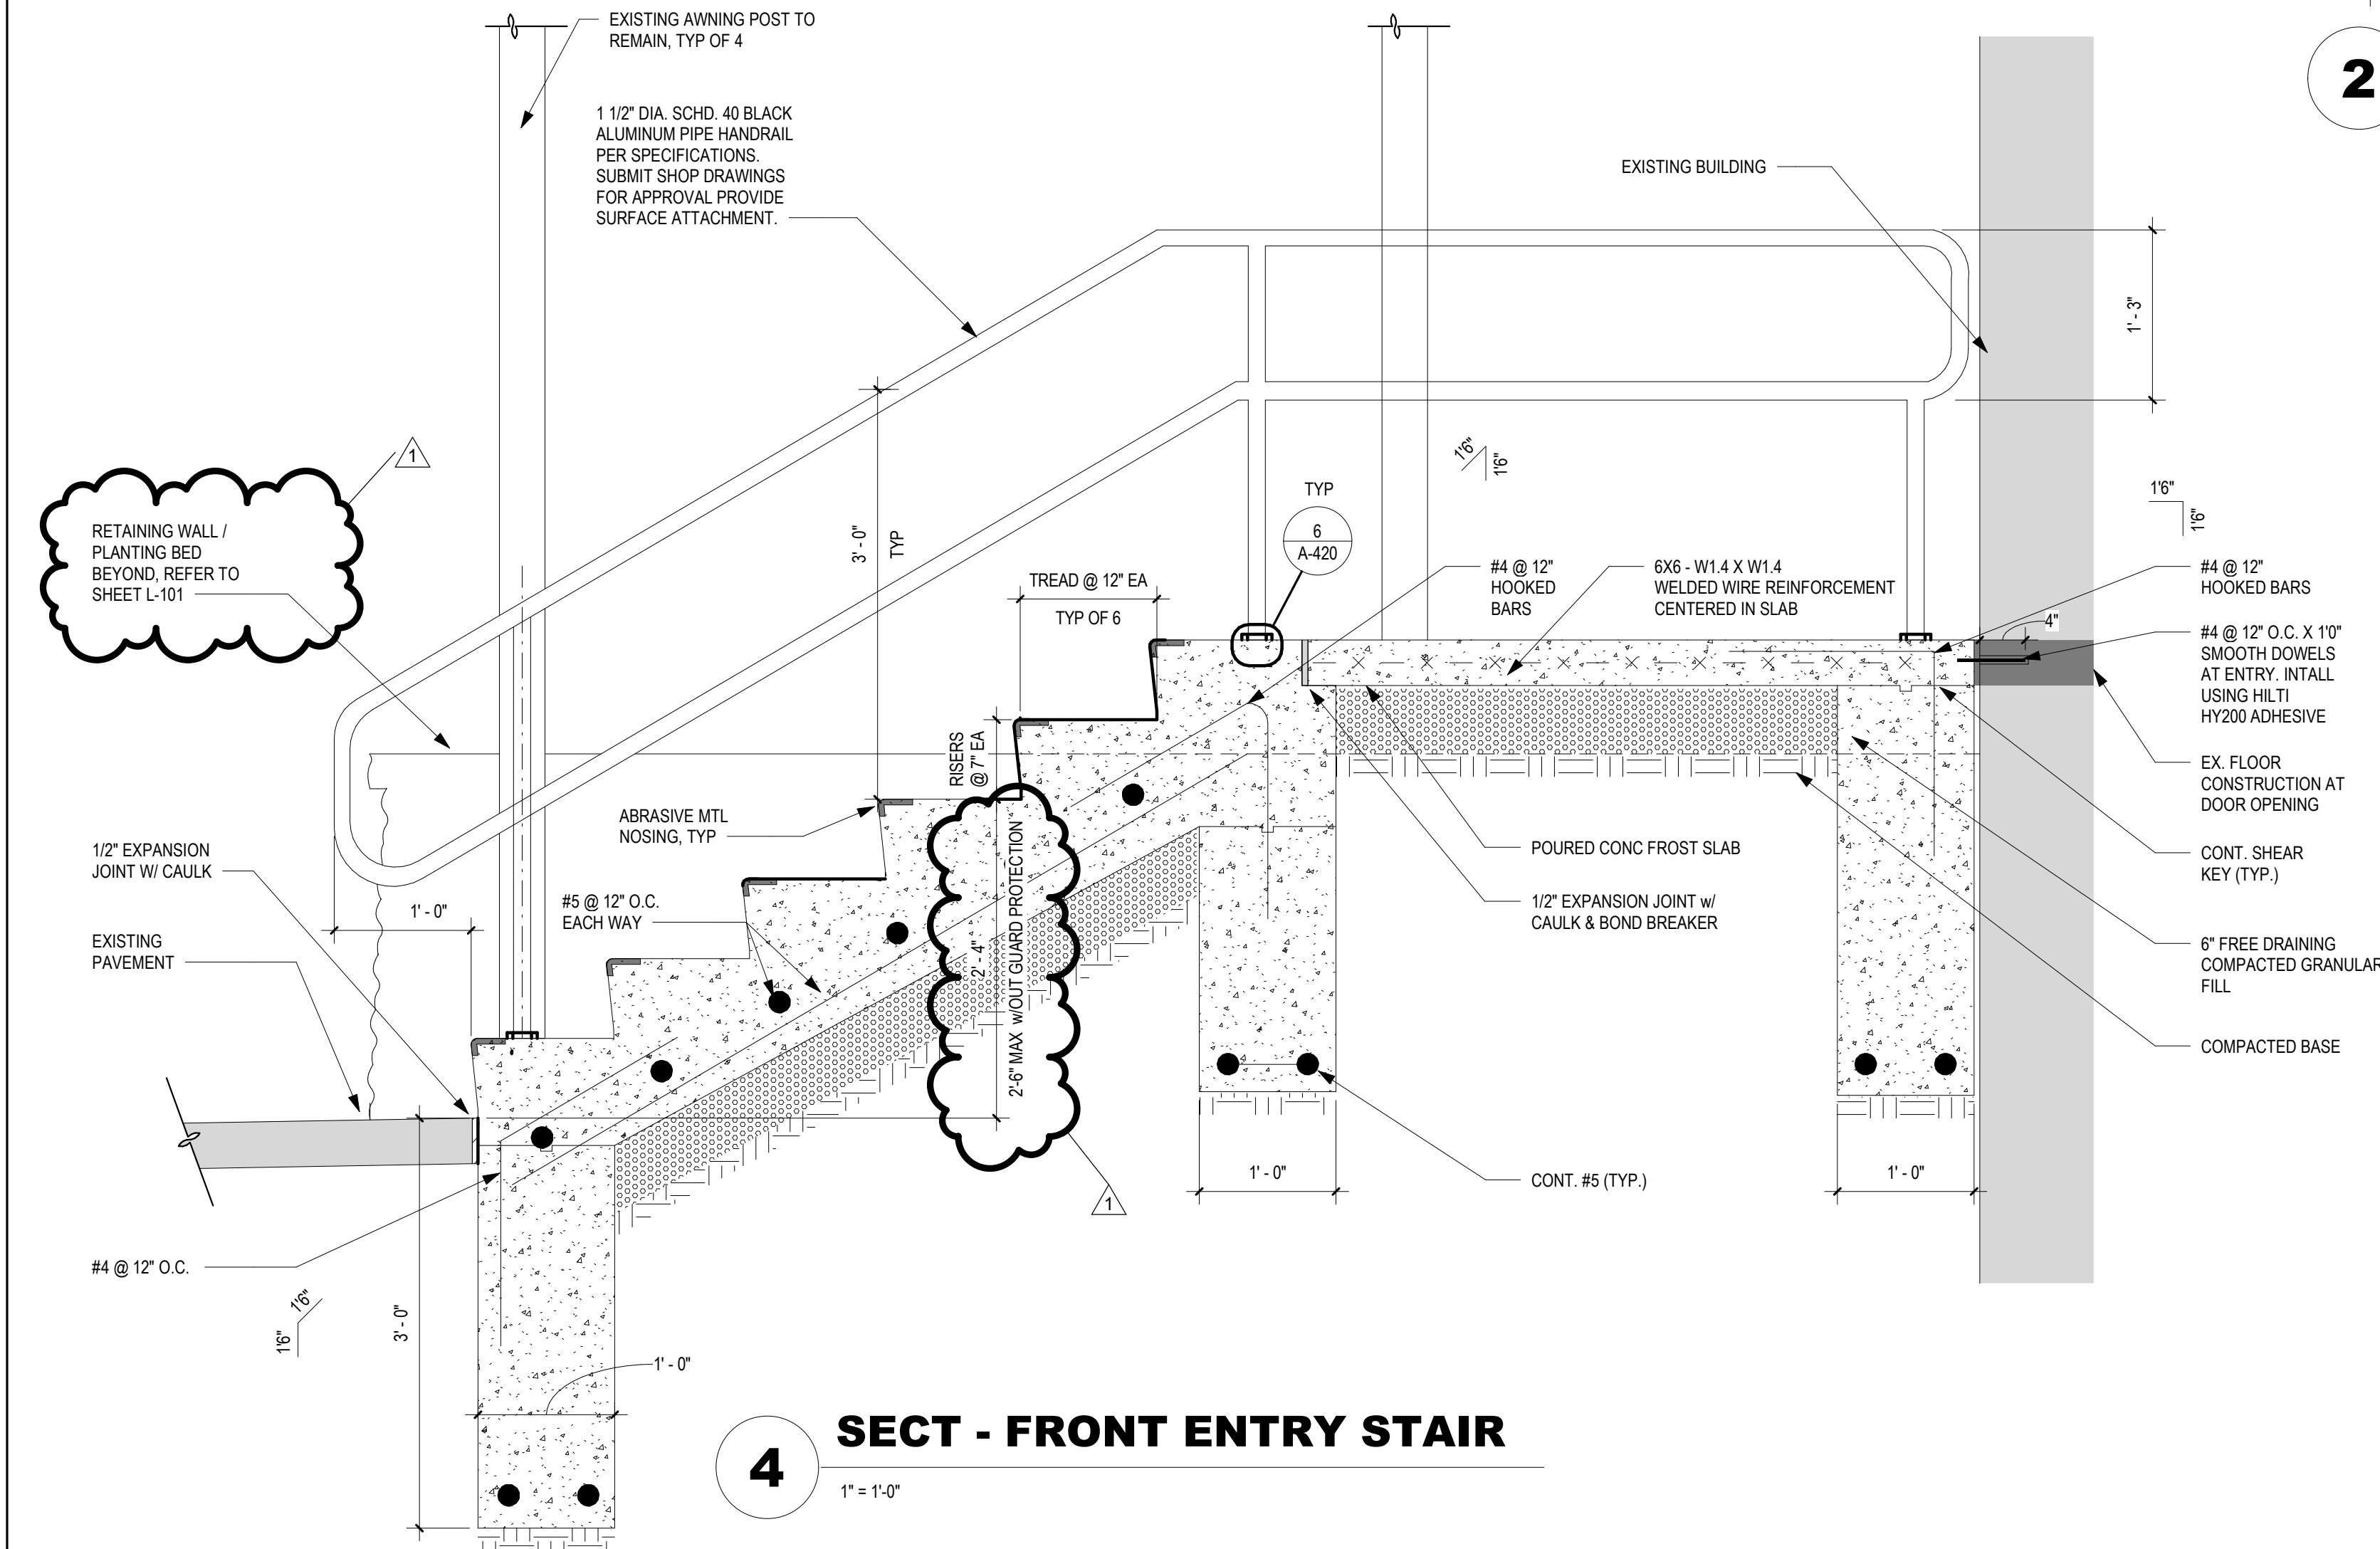 EXISTING AWNING POST TO
REMAIN, TYP OF 4
1 1/2" DIA. SCHD. 40 BLACK
ALUMINUM PIPE HANDRAIL
PER SPECIFICATIONS.
SUBMIT SHOP DRAWINGS
FOR APPROVAL PROVIDE
SURFACE ATTACHMENT.
EXISTING BUILDING
2
1' - 3"
1
RETAINING WALL /
PLANTING BED
BEYOND, REFER TO
SHEET L-101
3' - 0"
TYP
1'6"
1'6"
TYP
6
A-420
1'6"
1'6"
TREAD @ 12" EA
TYP OF 6
#4 @ 12"
HOOKED
BARS
6X6 - W1.4 X W1.4
WELDED WIRE REINFORCEMENT
CENTERED IN SLAB
#4 @ 12"
HOOKED BARS
4"
#4 @ 12" O.C. X 1'0"
SMOOTH DOWELS
AT ENTRY. INTALL
USING HILTI
HY200 ADHESIVE
RISERS
@ 7" EA
EX. FLOOR
CONSTRUCTION AT
DOOR OPENING
ABRASIVE MTL
NOSING, TYP
1/2" EXPANSION
JOINT W/ CAULK
POURED CONC FROST SLAB
CONT. SHEAR
KEY (TYP.)
1' - 0"
#5 @ 12" O.C.
EACH WAY
2' - 4"
2'-6" MAX w/OUT GUARD PROTECTION
1/2" EXPANSION JOINT w/
CAULK & BOND BREAKER
EXISTING
PAVEMENT
6" FREE DRAINING
COMPACTED GRANULAR
FILL
COMPACTED BASE
1' - 0"
CONT. #5 (TYP.)
1' - 0"
1
#4 @ 12" O.C.
1'6"
1'6"
3' - 0"
1' - 0"
4
SECT - FRONT ENTRY STAIR
1" = 1'-0"